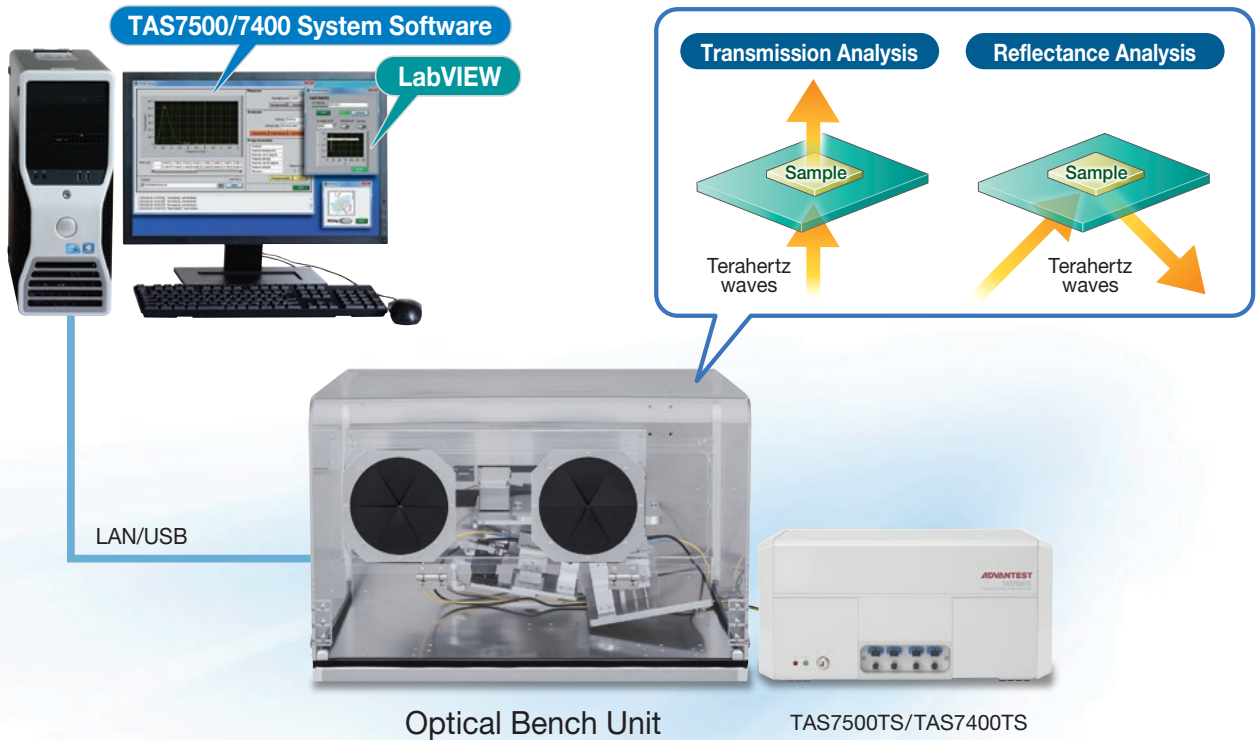 TAS7500/7400 System Software
LabVIEW
Transmission Analysis
Reflectance Analysis
Sample
Sample
Terahertz
waves
Terahertz
waves
LAN/USB
ADVANTEST
Optical Bench Unit
TAS7500TS/TAS7400TS